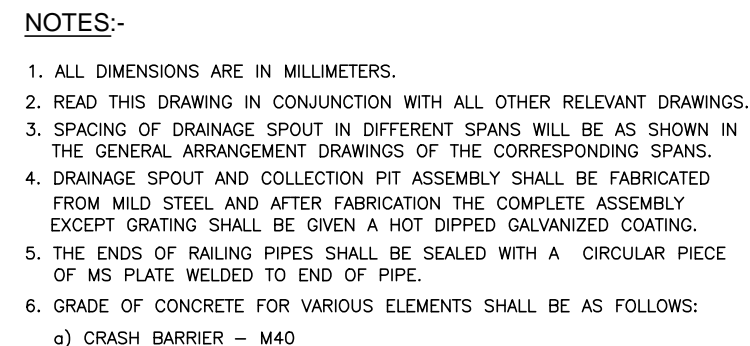 NOTES:-
1. ALL DIMENSIONS ARE IN MILLIMETERS.
2. READ THIS DRAWING IN CONJUNCTION WITH ALL OTHER RELEVANT DRAWINGS.
3. SPACING OF DRAINAGE SPOUT IN DIFFERENT SPANS WILL BE AS SHOWN IN
THE GENERAL ARRANGEMENT DRAWINGS OF THE CORRESPONDING SPANS.
4. DRAINAGE SPOUT AND COLLECTION PIT ASSEMBLY SHALL BE FABRICATED
FROM MILD STEEL AND AFTER FABRICATION THE COMPLETE ASSEMBLY
EXCEPT GRATING SHALL BE GIVEN A HOT DIPPED GALVANIZED COATING.
5. THE ENDS OF RAILING PIPES SHALL BE SEALED WITH A CIRCULAR PIECE
OF MS PLATE WELDED TO END OF PIPE.
6. GRADE OF CONCRETE FOR VARIOUS ELEMENTS SHALL BE AS FOLLOWS:
a) CRASH BARRIER – M40